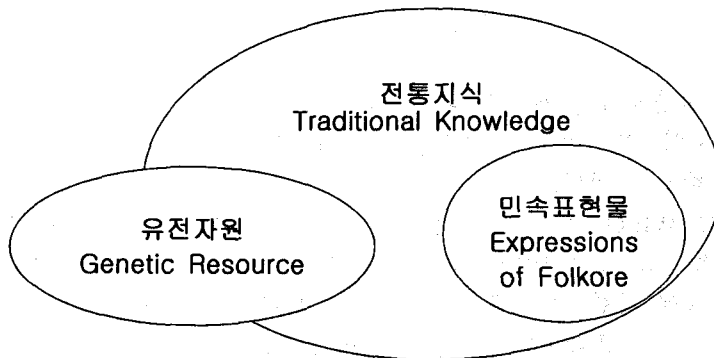 전통지식
Traditional Knowledge
유전자원
Genetic Resource
민속표현물
Expressions
of Folkore